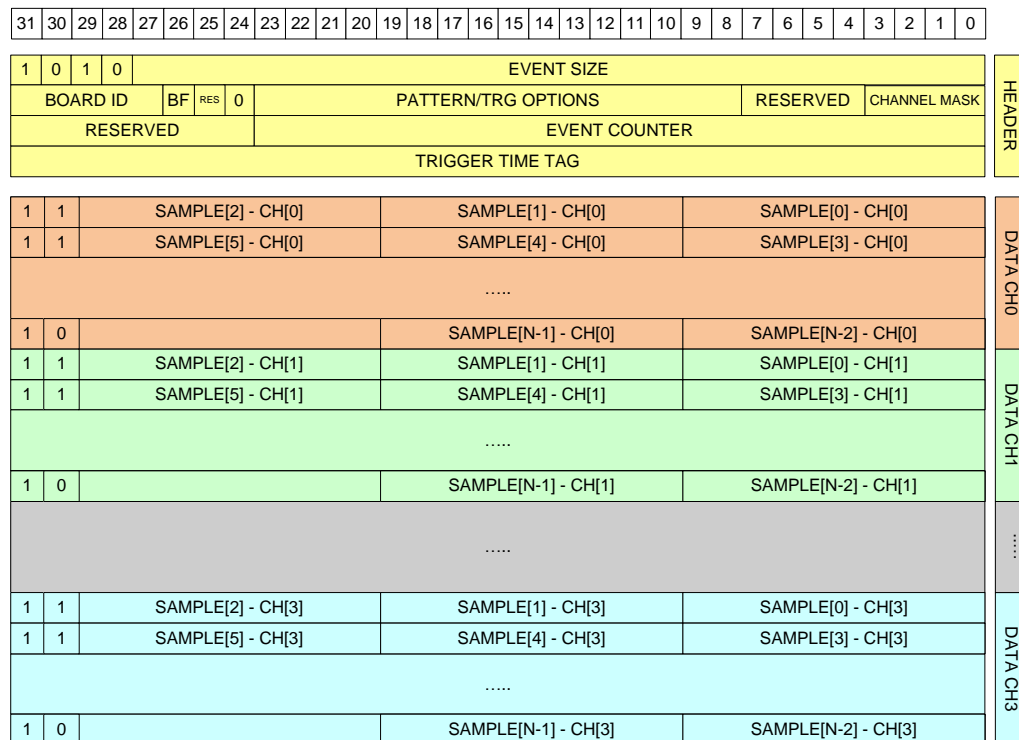 31 30 29 28 27 26 25 24 23 22 21 20 19 18 17 16 15 14 13 12 11 10 9 8 7 6 5 4 3 2 1 0
1 0 1 0 EVENT SIZE
BOARD ID BF RES 0 PATTERN/TRG OPTIONS RESERVED CHANNEL MASK
RESERVED EVENT COUNTER
TRIGGER TIME TAG
HEADER
1 1 SAMPLE[2] - CH[0] SAMPLE[1] - CH[0] SAMPLE[0] - CH[0]
1 1 SAMPLE[5] - CH[0] SAMPLE[4] - CH[0] SAMPLE[3] - CH[0]
…..
1 0 SAMPLE[N-1] - CH[0] SAMPLE[N-2] - CH[0]
DATA CH0
1 1 SAMPLE[2] - CH[1] SAMPLE[1] - CH[1] SAMPLE[0] - CH[1]
1 1 SAMPLE[5] - CH[1] SAMPLE[4] - CH[1] SAMPLE[3] - CH[1]
…..
1 0 SAMPLE[N-1] - CH[1] SAMPLE[N-2] - CH[1]
DATA CH1
…..
…..
1 1 SAMPLE[2] - CH[3] SAMPLE[1] - CH[3] SAMPLE[0] - CH[3]
1 1 SAMPLE[5] - CH[3] SAMPLE[4] - CH[3] SAMPLE[3] - CH[3]
…..
1 0 SAMPLE[N-1] - CH[3] SAMPLE[N-2] - CH[3]
DATA CH3